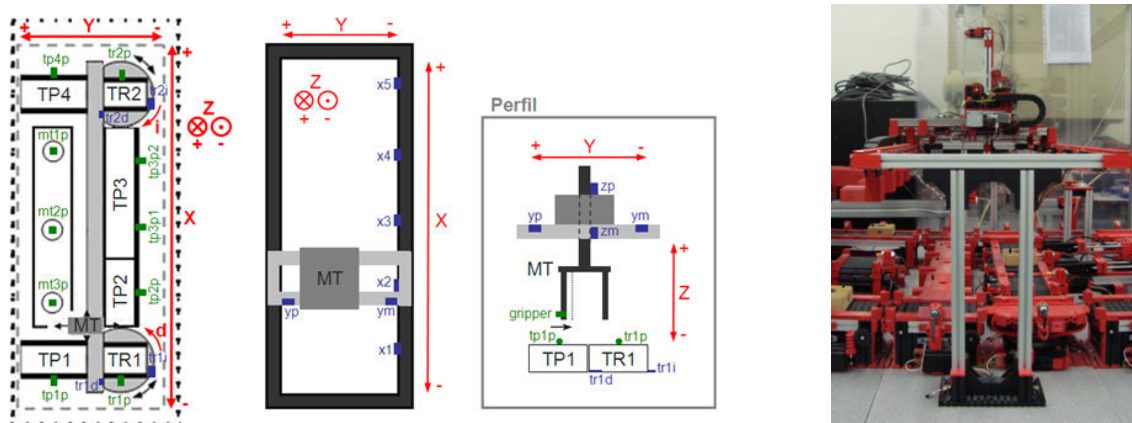 + Y -
+
tp4p
tr2p
TP4
TR2
tr2i
tr2d
i
Z
+ -
mt1p
tp3p2
TP3
X
mt2p
tp3p1
TP2
tp2p
mt3p
MT
d
TP1
TR1
tr1i
tr1d
tp1p
tr1p
-
+ Y -
+
Z
+ -
x5
x4
X
x3
MT
x2
yp
ym
x1
-
Perfil
+ Y -
zp
yp
ym
zm
+
MT
Z
gripper
-
tp1p
tr1p
TP1
TR1
tr1d
tr1i